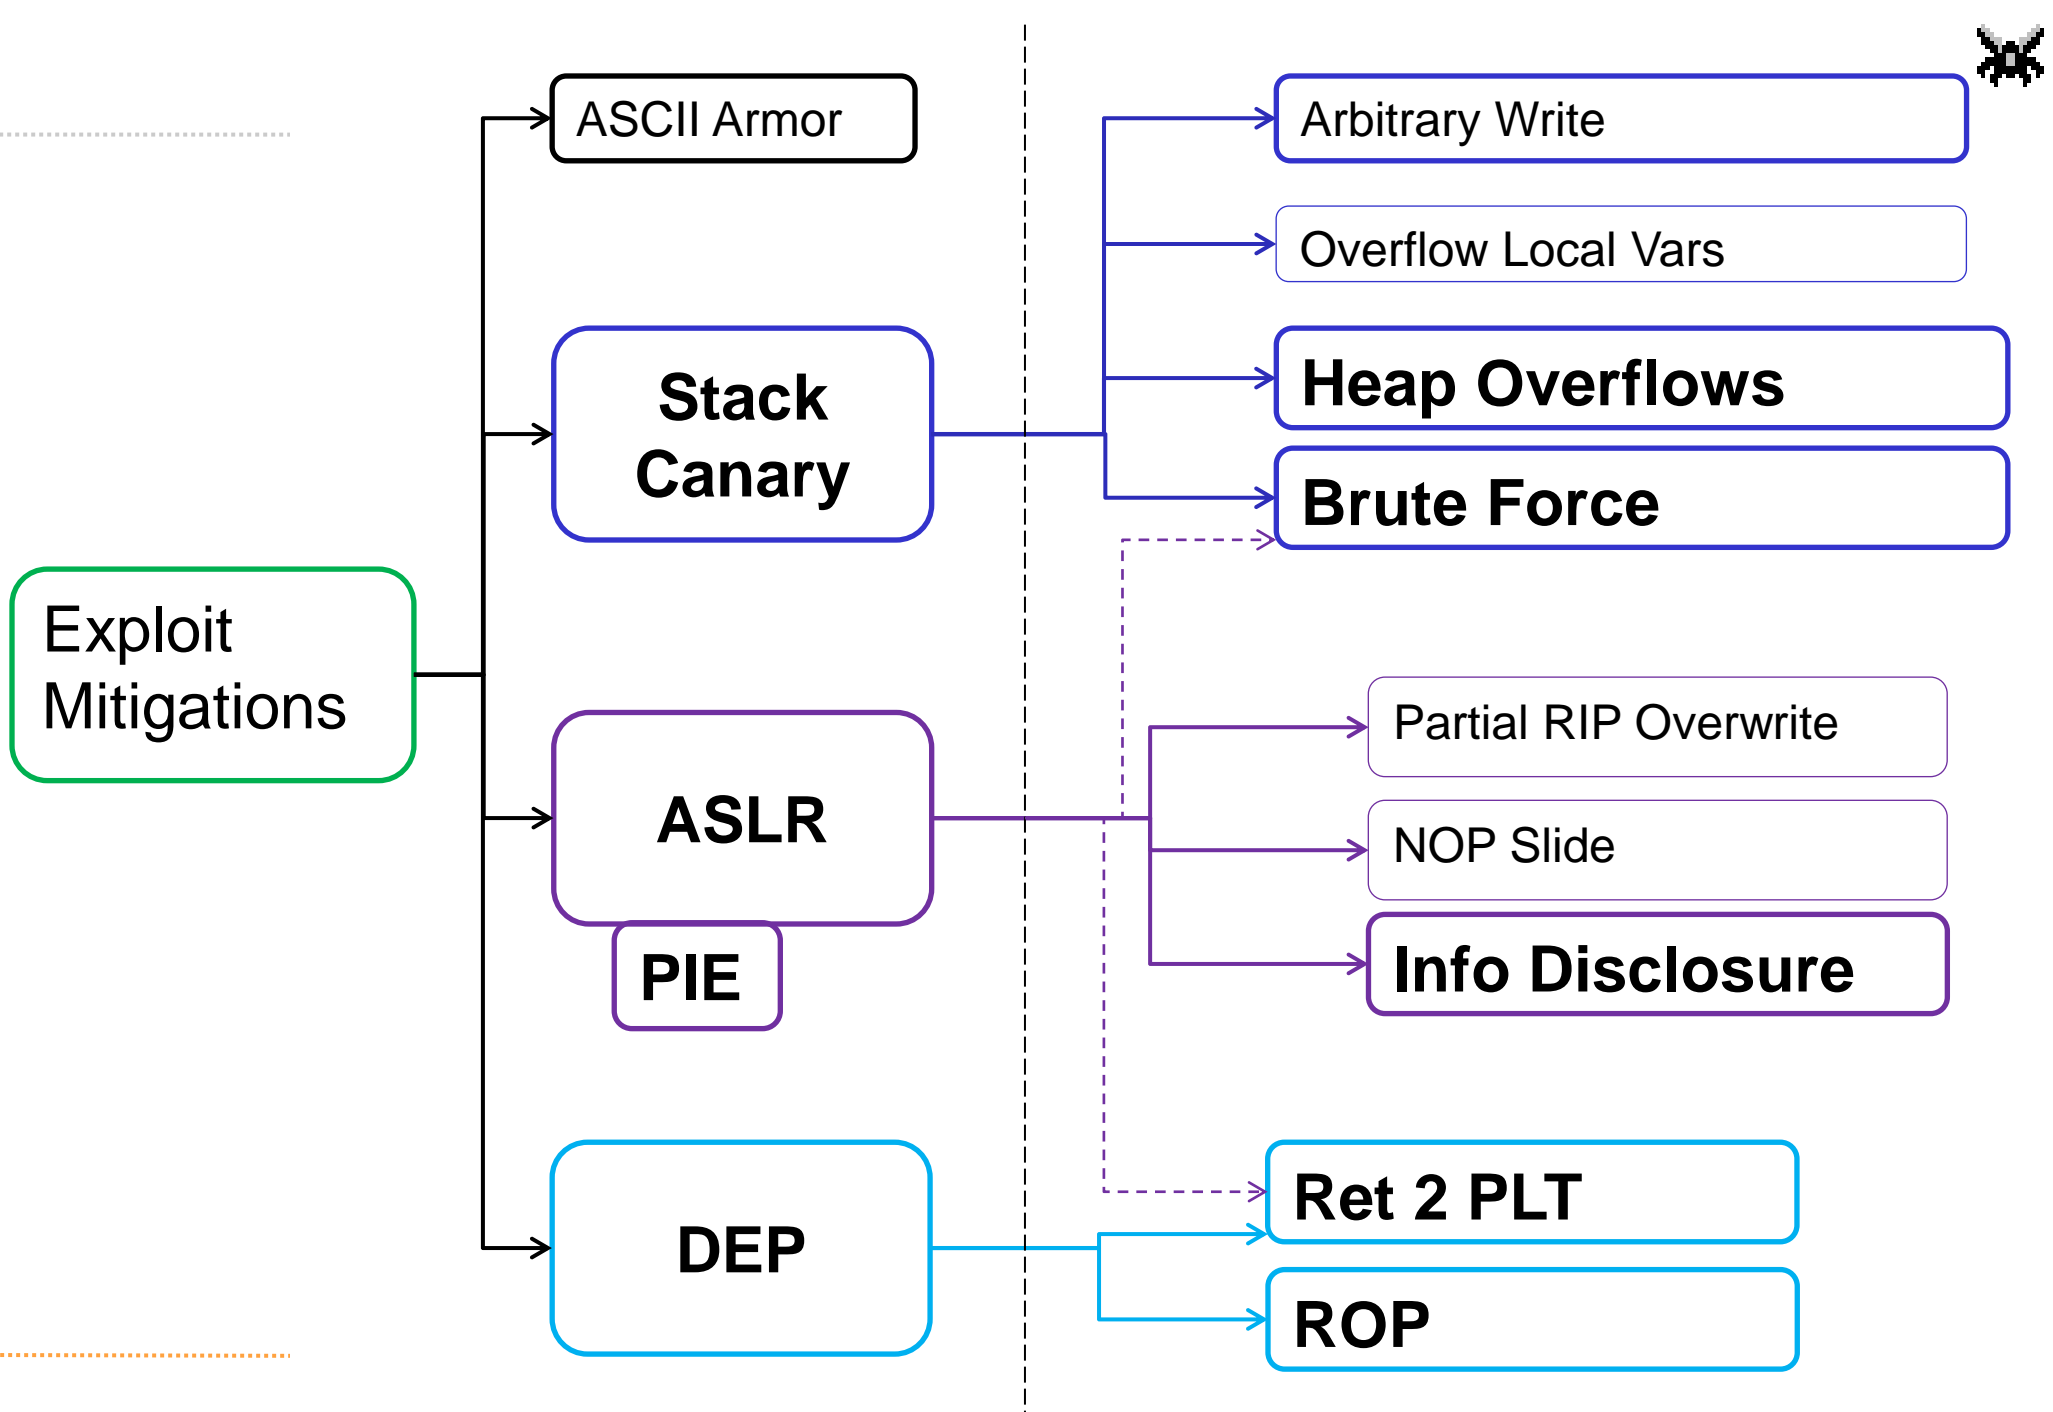 Exploit
Mitigations
ASCII Armor
Stack
Canary
ASLR
PIE
DEP
Arbitrary Write
Overflow Local Vars
Heap Overflows
Brute Force
Partial RIP Overwrite
NOP Slide
Info Disclosure
Ret 2 PLT
ROP